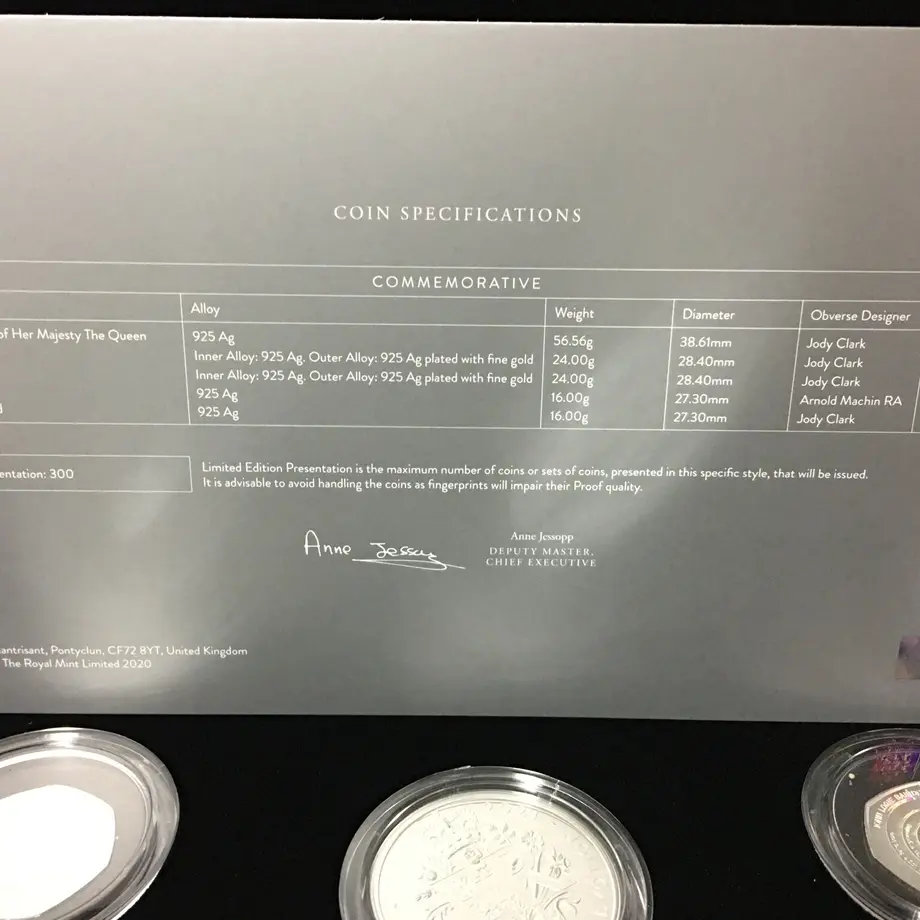 COIN SPECIFICATIONS
COMMEMORATIVE
Alloy Weight Diameter Obverse Designer
of Her Majesty The Queen 925 Ag 56.56g 38.61mm Jody Clark
Inner Alloy: 925 Ag. Outer Alloy: 925 Ag plated with fine gold 24.00g 28.40mm Jody Clark
Inner Alloy: 925 Ag. Outer Alloy: 925 Ag plated with fine gold 24.00g 28.40mm Jody Clark
925 Ag 16.00g 27.30mm Arnold Machin RA
d 925 Ag 16.00g 27.30mm Jody Clark
entation: 300
Limited Edition Presentation is the maximum number of coins or sets of coins, presented in this specific style, that will be issued.
It is advisable to avoid handling the coins as fingerprints will impair their Proof quality.
Anne Jessopp
Anne Jessopp
DEPUTY MASTER,
CHIEF EXECUTIVE
antrisant, Pontyclun, CF72 8YT, United Kingdom
The Royal Mint Limited 2020